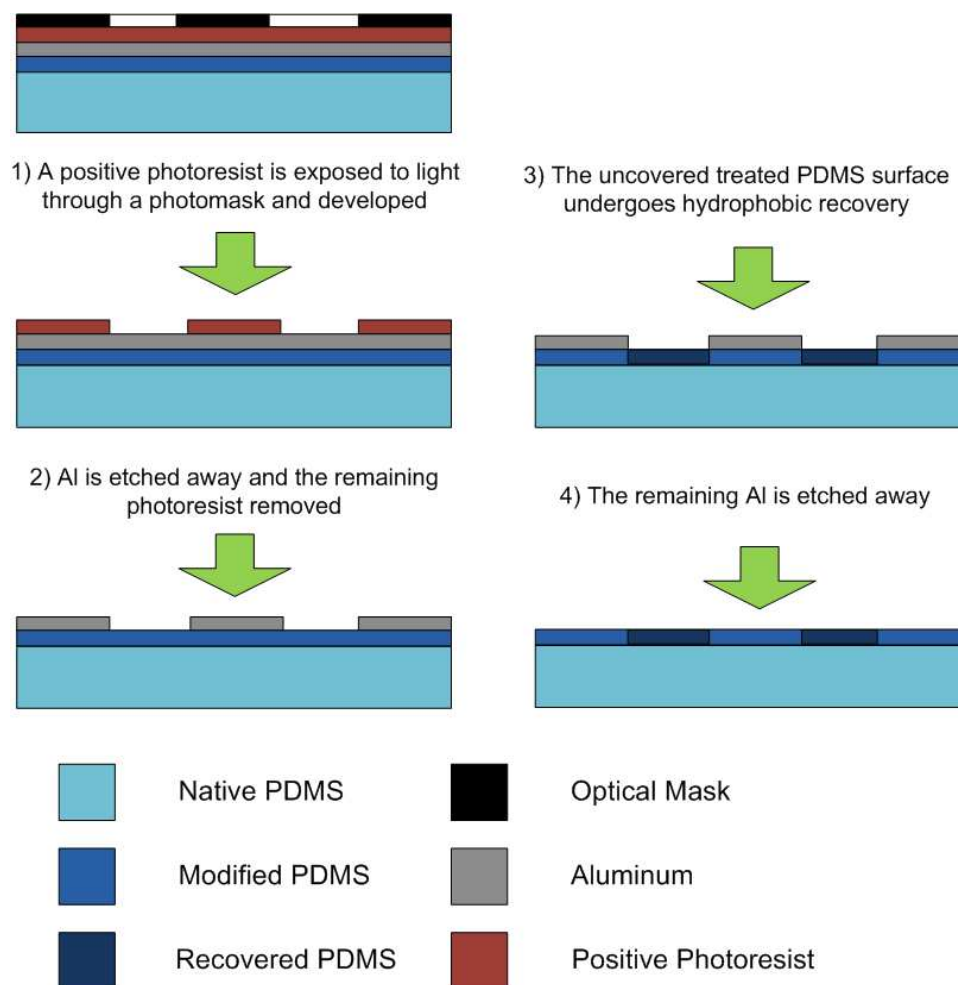 1) A positive photoresist is exposed to light
through a photomask and developed
2) Al is etched away and the remaining
photoresist removed
3) The uncovered treated PDMS surface
undergoes hydrophobic recovery
4) The remaining Al is etched away
Native PDMS
Modified PDMS
Recovered PDMS
Optical Mask
Aluminum
Positive Photoresist